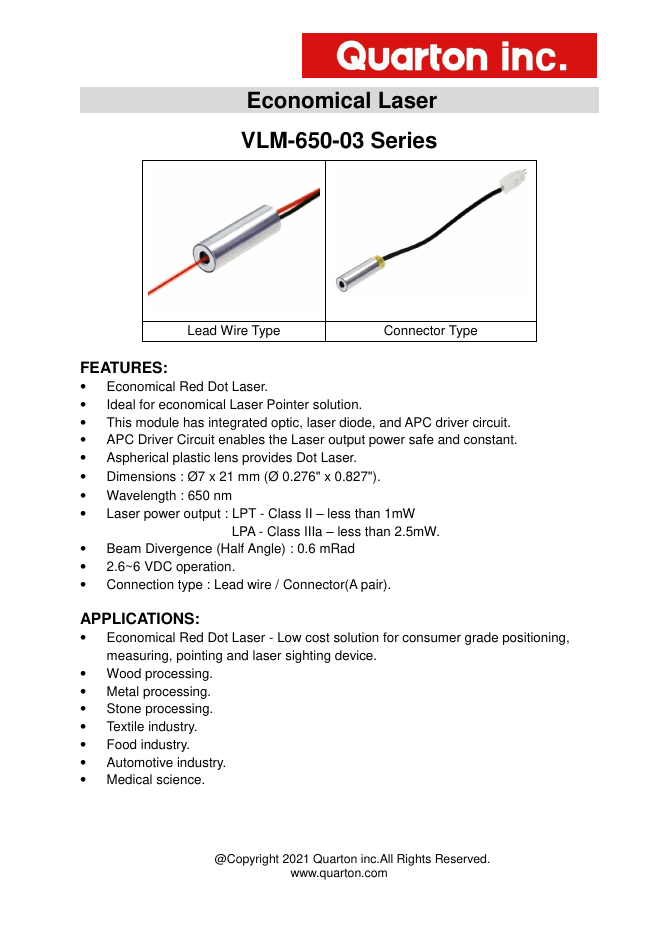 Quarton inc.
Economical Laser
VLM-650-03 Series
Lead Wire Type
Connector Type
FEATURES:
• Economical Red Dot Laser.
• Ideal for economical Laser Pointer solution.
• This module has integrated optic, laser diode, and APC driver circuit.
• APC Driver Circuit enables the Laser output power safe and constant.
• Aspherical plastic lens provides Dot Laser.
• Dimensions : Ø7 x 21 mm (Ø 0.276" x 0.827").
• Wavelength : 650 nm
• Laser power output : LPT - Class II – less than 1mW
LPA - Class IIIa – less than 2.5mW.
• Beam Divergence (Half Angle) : 0.6 mRad
• 2.6~6 VDC operation.
• Connection type : Lead wire / Connector(A pair).
APPLICATIONS:
• Economical Red Dot Laser - Low cost solution for consumer grade positioning,
measuring, pointing and laser sighting device.
• Wood processing.
• Metal processing.
• Stone processing.
• Textile industry.
• Food industry.
• Automotive industry.
• Medical science.
@Copyright 2021 Quarton inc.All Rights Reserved.
www.quarton.com